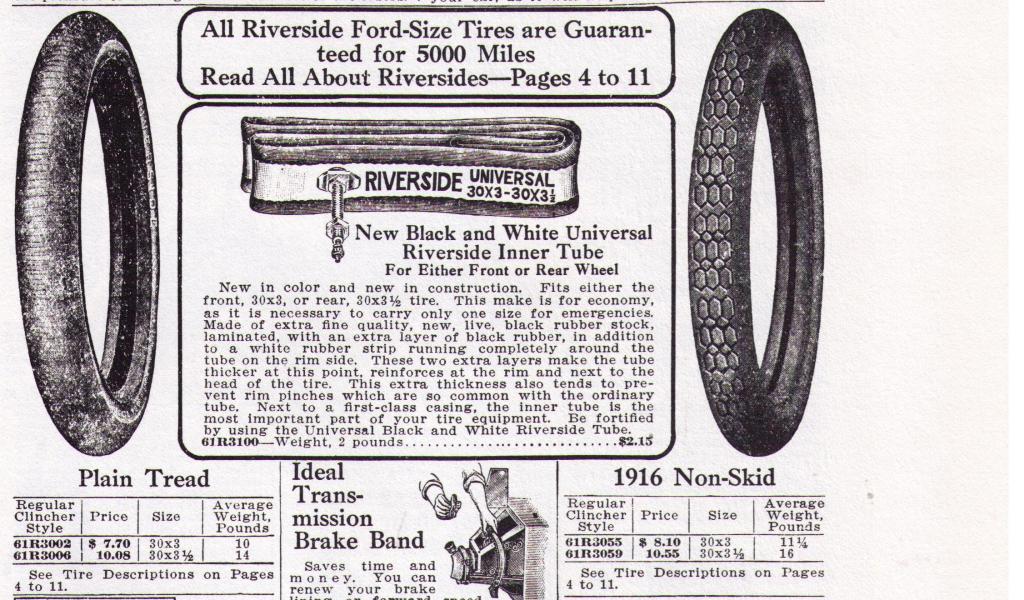 All Riverside Ford-Size Tires are Guaran-
teed for 5000 Miles
Read All About Riversides—Pages 4 to 11
RIVERSIDE UNIVERSAL
30X3-30X3½
New Black and White Universal
Riverside Inner Tube
For Either Front or Rear Wheel
New in color and new in construction. Fits either the
front, 30x3, or rear, 30x3½ tire. This make is for economy,
as it is necessary to carry only one size for emergencies.
Made of extra fine quality, new, live, black rubber stock,
laminated, with an extra layer of black rubber, in addition
to a white rubber strip running completely around the
tube on the rim side. These two extra layers make the tube
thicker at this point, reinforces at the rim and next to the
head of the tire. This extra thickness also tends to pre-
vent rim pinches which are so common with the ordinary
tube. Next to a first-class casing, the inner tube is the
most important part of your tire equipment. Be fortified
by using the Universal Black and White Riverside Tube.
61R3100—Weight, 2 pounds..............................$2.15
Plain Tread
Regular Clincher Style | Price | Size | Average Weight, Pounds
61R3002 | $ 7.70 | 30x3 | 10
61R3006 | 10.08 | 30x3½ | 14
See Tire Descriptions on Pages
4 to 11.
Ideal
Trans-
mission
Brake Band
Saves time and
money. You can
renew your brake
lining or forward speed
1916 Non-Skid
Regular Clincher Style | Price | Size | Average Weight, Pounds
61R3055 | $ 8.10 | 30x3 | 11¼
61R3059 | 10.55 | 30x3½ | 16
See Tire Descriptions on Pages
4 to 11.